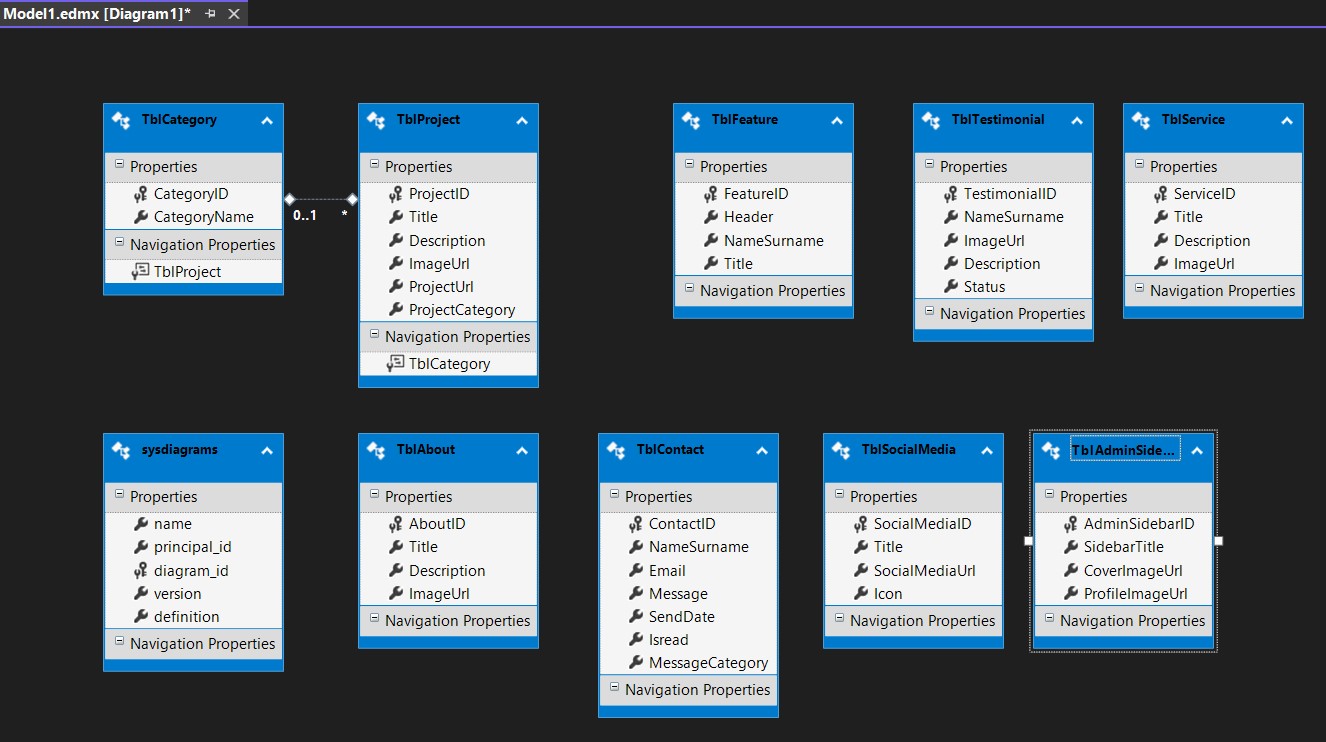 Model1.edmx [Diagram1]*
TblCategory
Properties
CategoryID
CategoryName
Navigation Properties
TblProject
0..1
*
TblProject
Properties
ProjectID
Title
Description
ImageUrl
ProjectUrl
ProjectCategory
Navigation Properties
TblCategory
TblFeature
Properties
FeatureID
Header
NameSurname
Title
Navigation Properties
TblTestimonial
Properties
TestimonialID
NameSurname
ImageUrl
Description
Status
Navigation Properties
TblService
Properties
ServiceID
Title
Description
ImageUrl
Navigation Properties
sysdiagrams
Properties
name
principal_id
diagram_id
version
definition
Navigation Properties
TblAbout
Properties
AboutID
Title
Description
ImageUrl
Navigation Properties
TblContact
Properties
ContactID
NameSurname
Email
Message
SendDate
Isread
MessageCategory
Navigation Properties
TblSocialMedia
Properties
SocialMediaID
Title
SocialMediaUrl
Icon
Navigation Properties
TblAdminSide...
Properties
AdminSidebarID
SidebarTitle
CoverImageUrl
ProfileImageUrl
Navigation Properties